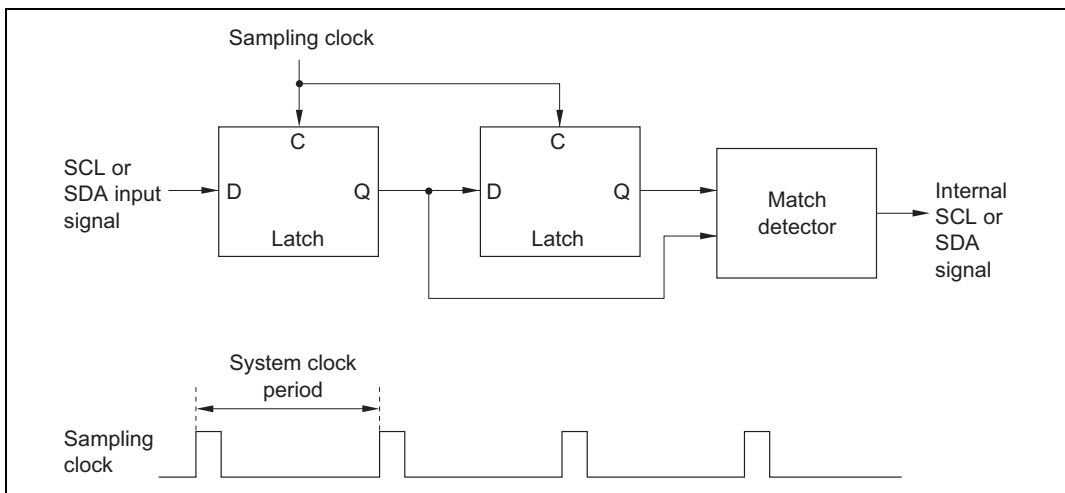 Sampling clock
SCL or
SDA input
signal
C
D
Q
Latch
C
D
Q
Latch
Match
detector
Internal
SCL or
SDA
signal
System clock
period
Sampling
clock